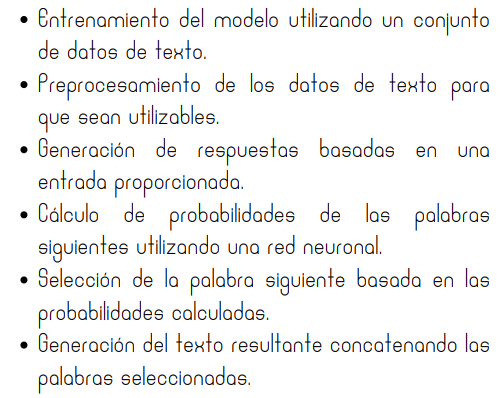 • Entrenamiento del modelo utilizando un conjunto
de datos de texto.
• Preprocesamiento de los datos de texto para
que sean utilizables.
• Generación de respuestas basadas en una
entrada proporcionada.
• Cálculo de probabilidades de las palabras
siguientes utilizando una red neuronal.
• Selección de la palabra siguiente basada en las
probabilidades calculadas.
• Generación del texto resultante concatenando las
palabras seleccionadas.